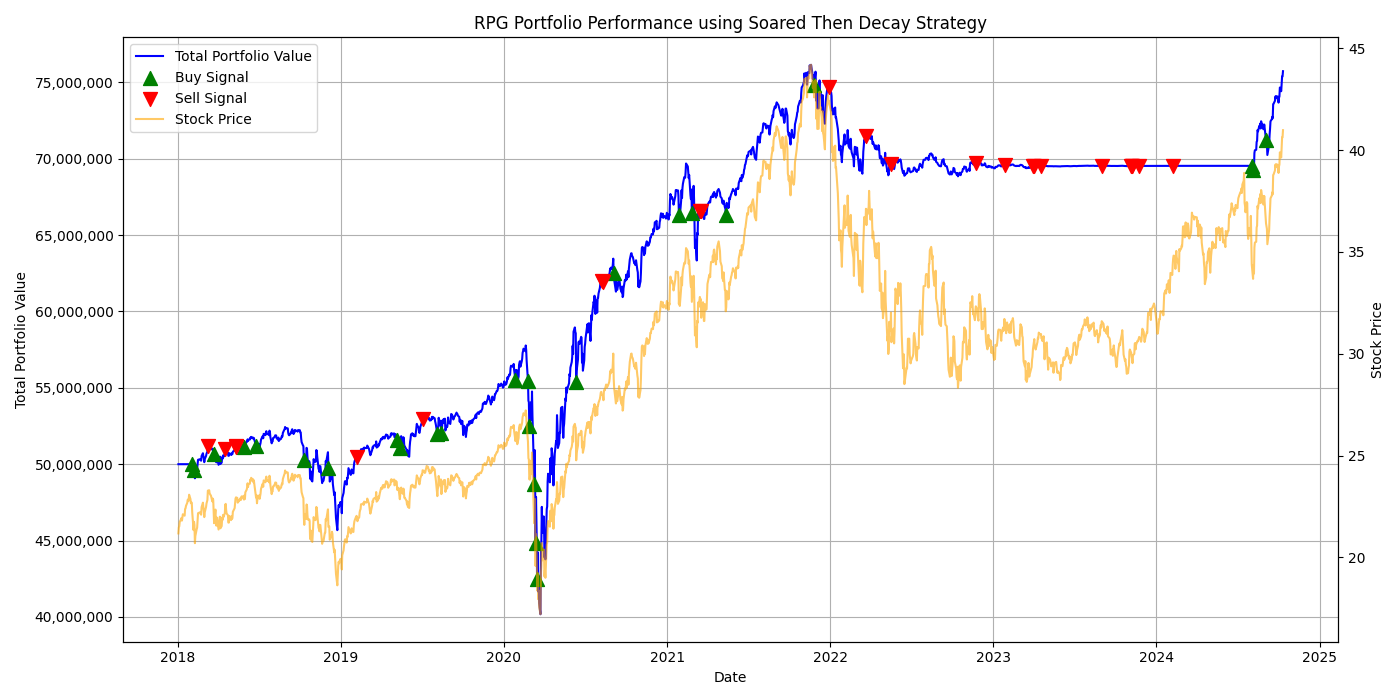 RPG Portfolio Performance using Soared Then Decay Strategy
Total Portfolio Value
Buy Signal
Sell Signal
Stock Price
75,000,000
70,000,000
65,000,000
60,000,000
55,000,000
50,000,000
45,000,000
40,000,000
Total Portfolio Value
45
40
35
30
25
20
Stock Price
2018
2019
2020
2021
2022
2023
2024
2025
Date